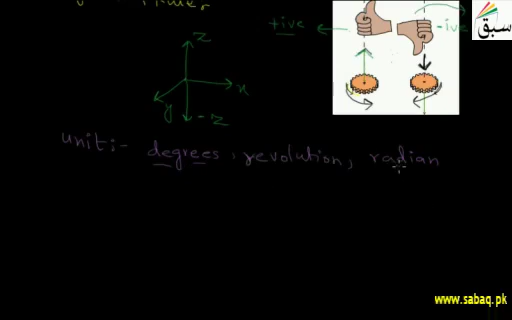 +ive
-ive
سبق
z
x
y
-z
unit:- degrees, revolution, radian
www.sabaq.pk